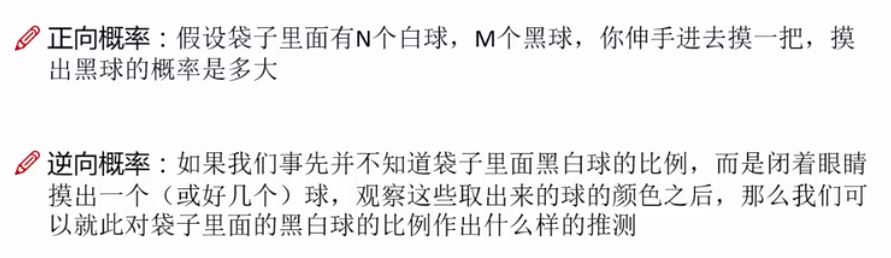 正向概率：假设袋子里面有N个白球，M个黑球，你伸手进去摸一把，摸
出黑球的概率是多大
逆向概率：如果我们事先并不知道袋子里面黑白球的比例，而是闭着眼睛
摸出一个（或好几个）球，观察这些取出来的球的颜色之后，那么我们可
以就此对袋子里面的黑白球的比例作出什么样的推测